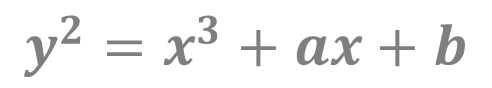 y² = x³ + ax + b